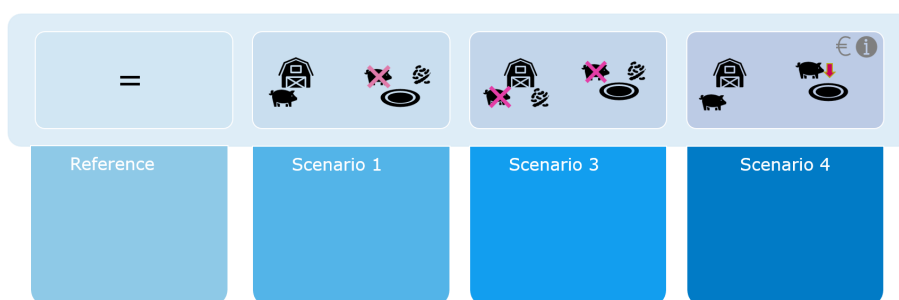 =
€ i
Reference
Scenario 1
Scenario 3
Scenario 4